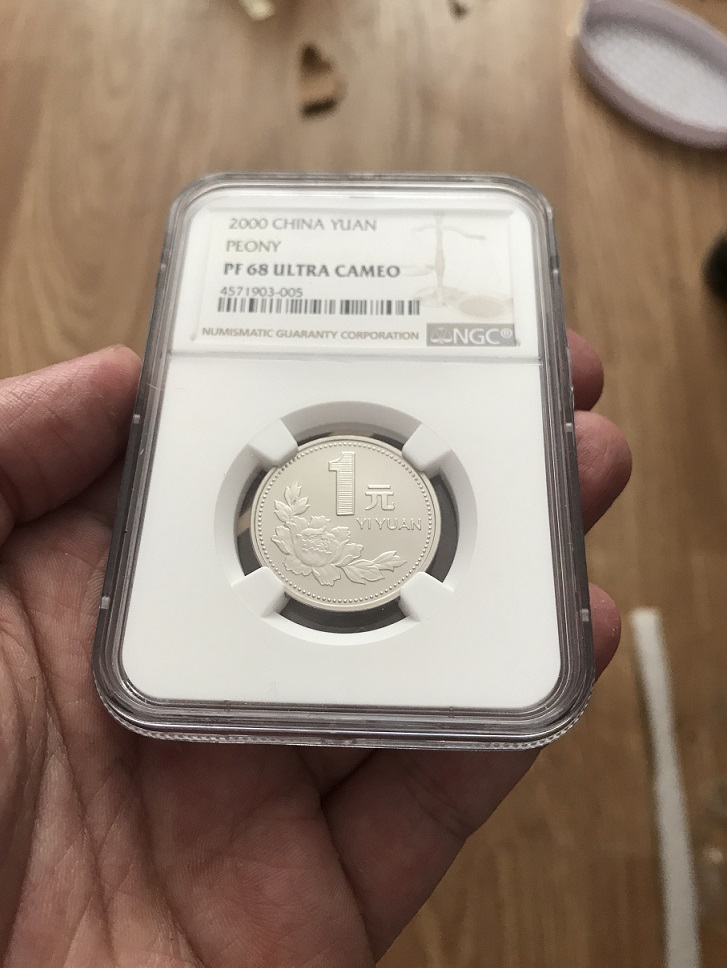 2000 CHINA YUAN
PEONY
PF 68 ULTRA CAMEO
4571903-005
NUMISMATIC GUARANTY CORPORATION NGC®
1元
YI YUAN